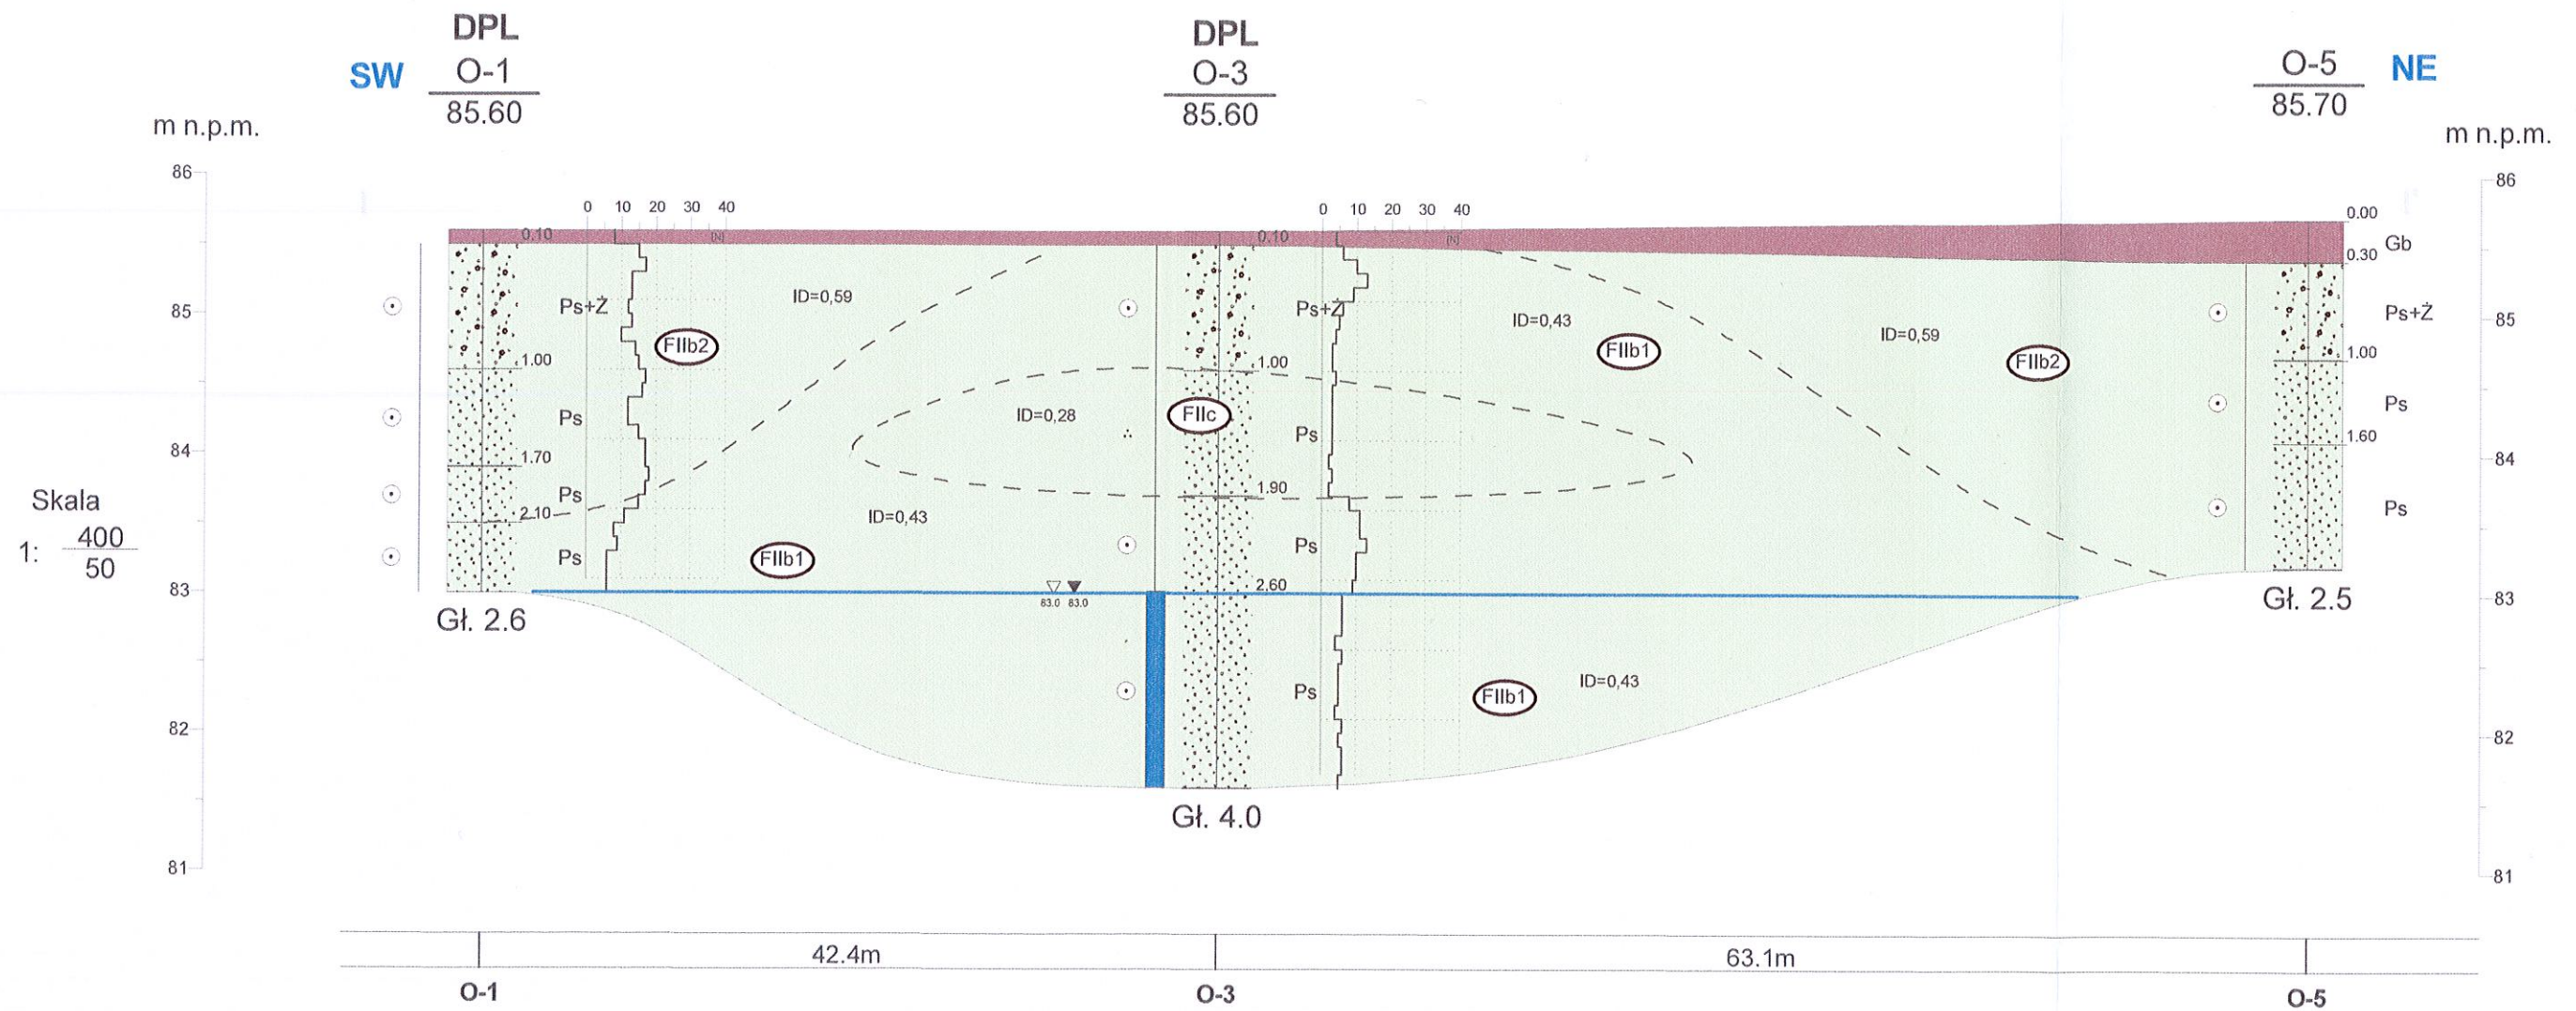 DPL
O-1
85.60
SW
DPL
O-3
85.60
O-5
85.70
NE
m n.p.m.
m n.p.m.
86
85
84
83
82
81
86
85
84
83
82
81
Skala
1: 400
50
0 10 20 30 40
0 10 20 30 40
[N]
[N]
0.10
1.00
1.70
2.10
Ps+Ż
Ps
Ps
Ps
Gł. 2.6
ID=0,59
FIIb2
ID=0,28
FIIc
ID=0,43
FIIb1
83.0 83.0
0.10
1.00
1.90
2.60
Ps+Ż
Ps
Ps
Ps
Gł. 4.0
ID=0,43
FIIb1
ID=0,43
FIIb1
ID=0,59
FIIb2
0.00
0.30
1.00
1.60
Gb
Ps+Ż
Ps
Ps
Gł. 2.5
42.4m
63.1m
O-1
O-3
O-5